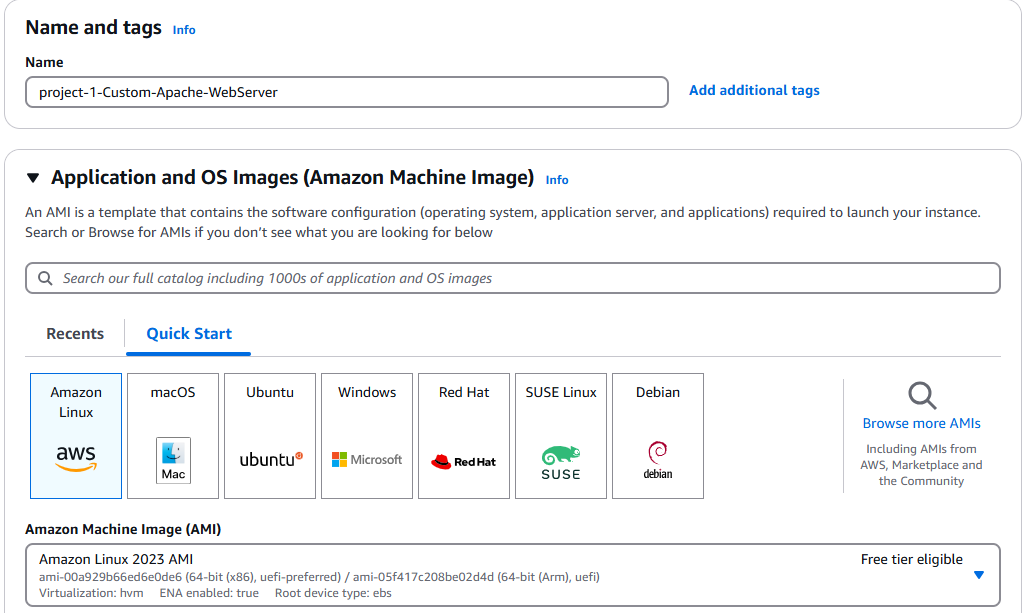 Name and tags Info
Name
project-1-Custom-Apache-WebServer
Add additional tags
Application and OS Images (Amazon Machine Image) Info
An AMI is a template that contains the software configuration (operating system, application server, and applications) required to launch your instance.
Search or Browse for AMIs if you don’t see what you are looking for below
Search our full catalog including 1000s of application and OS images
Recents
Quick Start
Amazon
Linux
aws
macOS
Mac
Ubuntu
ubuntu
Windows
Microsoft
Red Hat
Red Hat
SUSE Linux
SUSE
Debian
debian
Browse more AMIs
Including AMIs from
AWS, Marketplace and
the Community
Amazon Machine Image (AMI)
Amazon Linux 2023 AMI
Free tier eligible
ami-00a929b66ed6e0de6 (64-bit (x86), uefi-preferred) / ami-05f417c208be02d4d (64-bit (Arm), uefi)
Virtualization: hvm ENA enabled: true Root device type: ebs